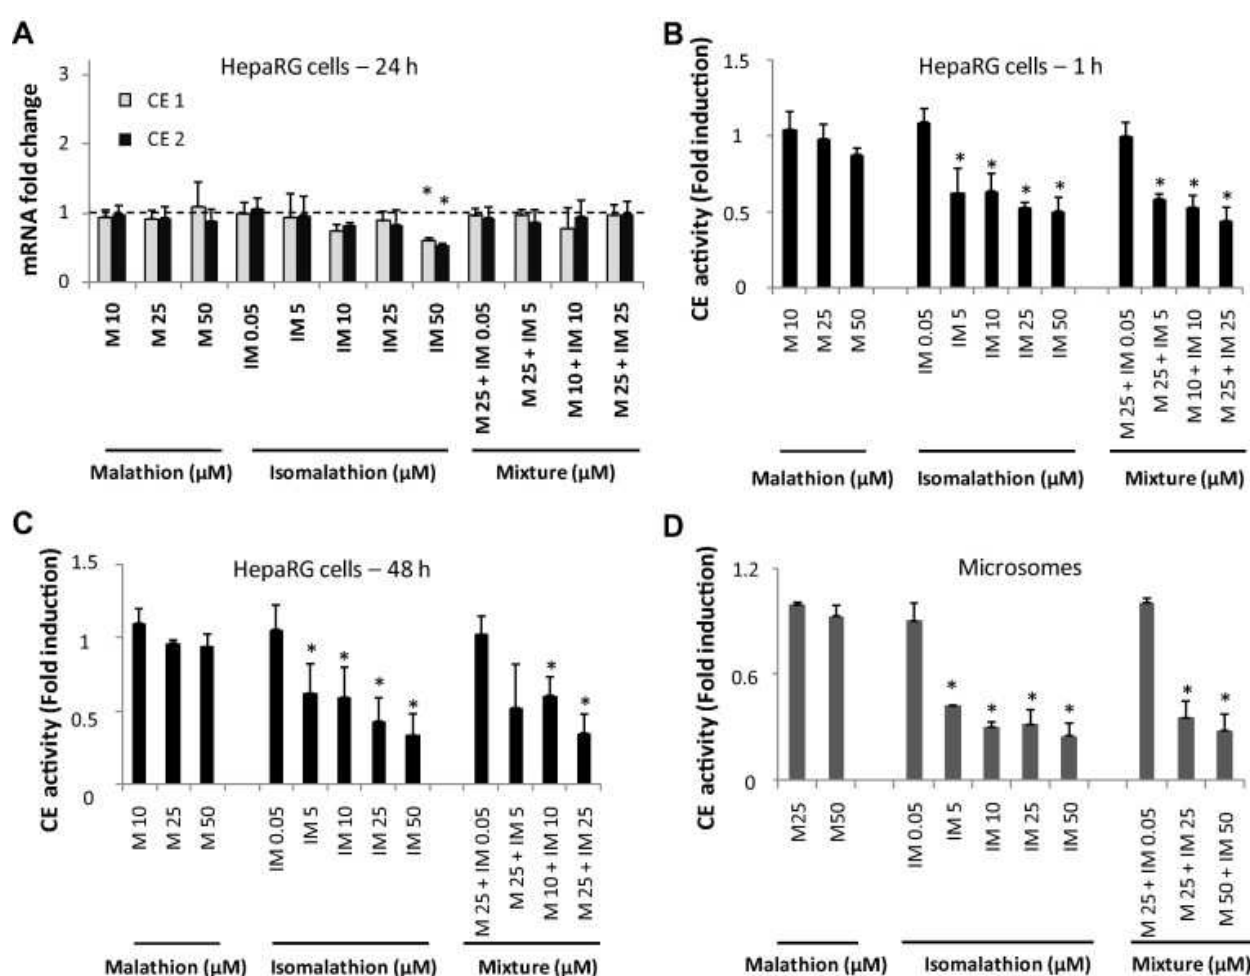 A
HepaRG cells – 24 h
mRNA fold change
3
2
1
0
CE 1
CE 2
*
*
M 10
M 25
M 50
IM 0.05
IM 5
IM 10
IM 25
IM 50
M 25 + IM 0.05
M 25 + IM 5
M 10 + IM 10
M 25 + IM 25
Malathion (μM)
Isomalathion (μM)
Mixture (μM)
B
HepaRG cells – 1 h
CE activity (Fold induction)
1.5
1
0.5
0
*
*
*
*
*
*
*
M 10
M 25
M 50
IM 0.05
IM 5
IM 10
IM 25
IM 50
M 25 + IM 0.05
M 25 + IM 5
M 10 + IM 10
M 25 + IM 25
Malathion (μM)
Isomalathion (μM)
Mixture (μM)
C
HepaRG cells – 48 h
CE activity (Fold induction)
1.5
1
0.5
0
*
*
*
*
*
*
M 10
M 25
M 50
IM 0.05
IM 5
IM 10
IM 25
IM 50
M 25 + IM 0.05
M 25 + IM 5
M 10 + IM 10
M 25 + IM 25
Malathion (μM)
Isomalathion (μM)
Mixture (μM)
D
Microsomes
CE activity (Fold induction)
1.2
0.6
0
*
*
*
*
*
*
M25
M50
IM 0.05
IM 5
IM 10
IM 25
IM 50
M 25 + IM 0.05
M 25 + IM 25
M 50 + IM 50
Malathion (μM)
Isomalathion (μM)
Mixture (μM)